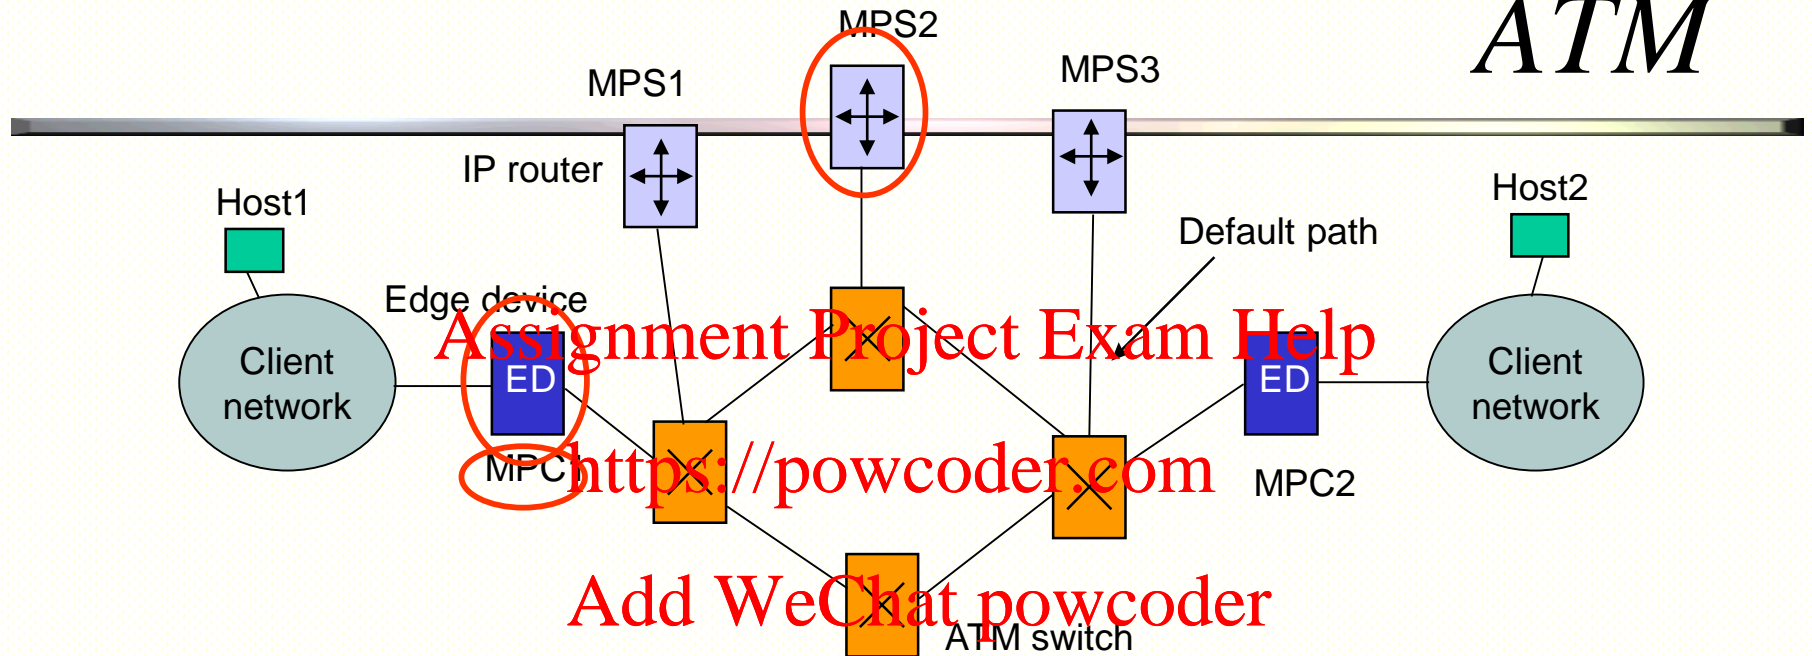 ATM
MPS2
MPS1
MPS3
IP router
Host1
Host2
Default path
Edge device
Assignment Project Exam Help
Client
network
ED
ED
Client
network
MPC1
https://powcoder.com
MPC2
Add WeChat powcoder
ATM switch